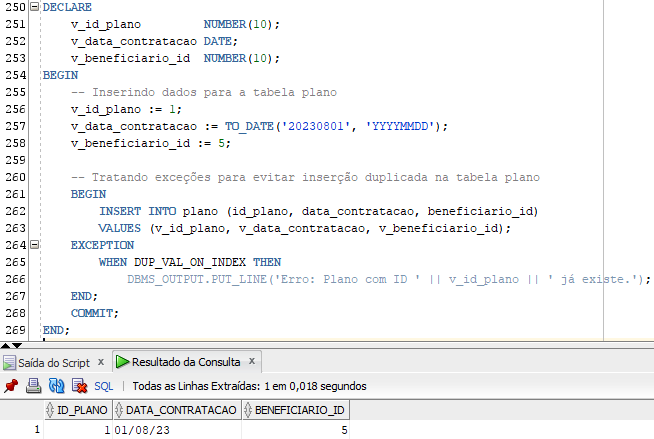 250 DECLARE
251 v_id_plano NUMBER(10);
252 v_data_contratacao DATE;
253 v_beneficiario_id NUMBER(10);
254 BEGIN
255 -- Inserindo dados para a tabela plano
256 v_id_plano := 1;
257 v_data_contratacao := TO_DATE('20230801', 'YYYYMMDD');
258 v_beneficiario_id := 5;
259
260 -- Tratando exceções para evitar inserção duplicada na tabela plano
261 BEGIN
262 INSERT INTO plano (id_plano, data_contratacao, beneficiario_id)
263 VALUES (v_id_plano, v_data_contratacao, v_beneficiario_id);
264 EXCEPTION
265 WHEN DUP_VAL_ON_INDEX THEN
266 DBMS_OUTPUT.PUT_LINE('Erro: Plano com ID ' || v_id_plano || ' já existe.');
267 END;
268 COMMIT;
269 END;
Saída do Script x Resultado da Consulta x
SQL | Todas as Linhas Extraídas: 1 em 0,018 segundos
ID_PLANO DATA_CONTRATACAO BENEFICIARIO_ID
1 1 01/08/23 5